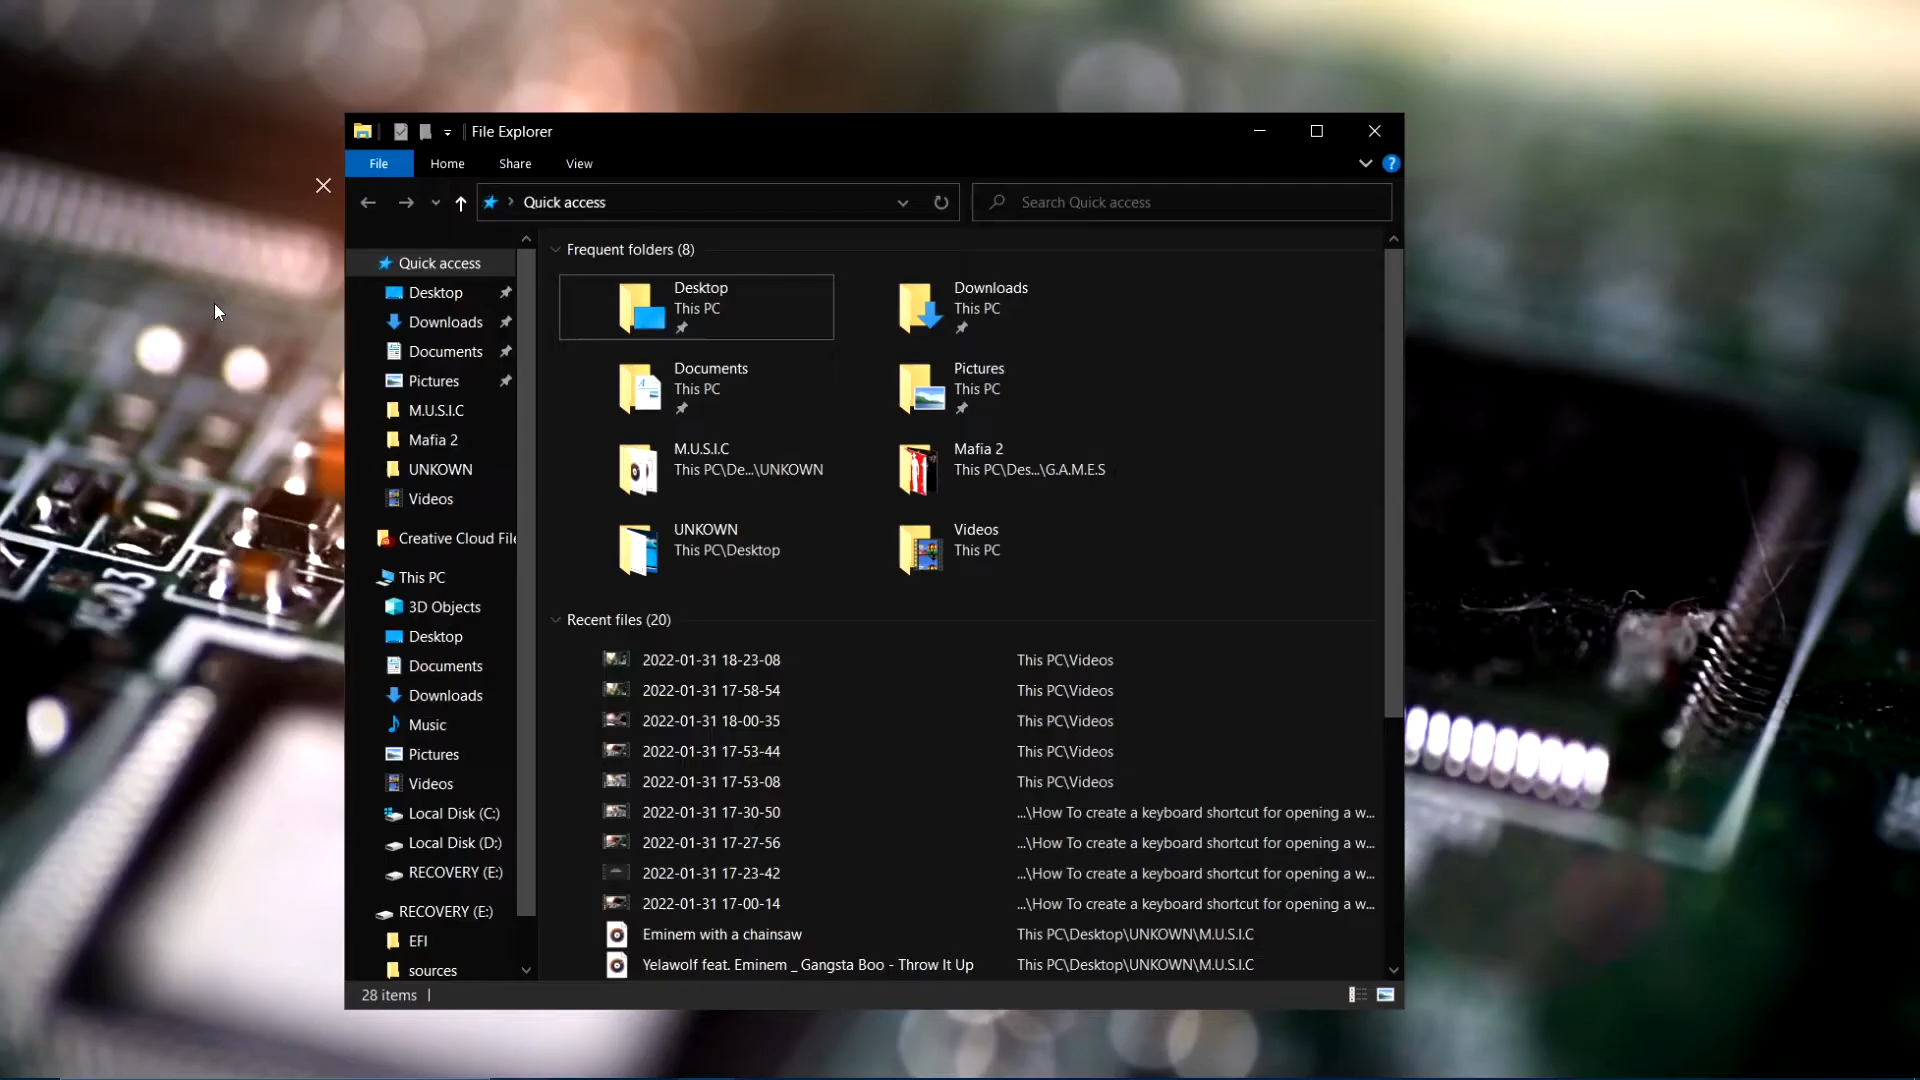 File Explorer
File Home Share View
Quick access
Search Quick access
Quick access
Desktop
Downloads
Documents
Pictures
M.U.S.I.C
Mafia 2
UNKOWN
Videos
Creative Cloud File
This PC
3D Objects
Desktop
Documents
Downloads
Music
Pictures
Videos
Local Disk (C:)
Local Disk (D:)
RECOVERY (E:)
RECOVERY (E:)
EFI
sources
Frequent folders (8)
Desktop
This PC
Downloads
This PC
Documents
This PC
Pictures
This PC
M.U.S.I.C
This PC\De...\UNKOWN
Mafia 2
This PC\Des...\G.A.M.E.S
UNKOWN
This PC\Desktop
Videos
This PC
Recent files (20)
2022-01-31 18-23-08 This PC\Videos
2022-01-31 17-58-54 This PC\Videos
2022-01-31 18-00-35 This PC\Videos
2022-01-31 17-53-44 This PC\Videos
2022-01-31 17-53-08 This PC\Videos
2022-01-31 17-30-50 ...\How To create a keyboard shortcut for opening a w...
2022-01-31 17-27-56 ...\How To create a keyboard shortcut for opening a w...
2022-01-31 17-23-42 ...\How To create a keyboard shortcut for opening a w...
2022-01-31 17-00-14 ...\How To create a keyboard shortcut for opening a w...
Eminem with a chainsaw This PC\Desktop\UNKOWN\M.U.S.I.C
Yelawolf feat. Eminem _ Gangsta Boo - Throw It Up This PC\Desktop\UNKOWN\M.U.S.I.C
28 items